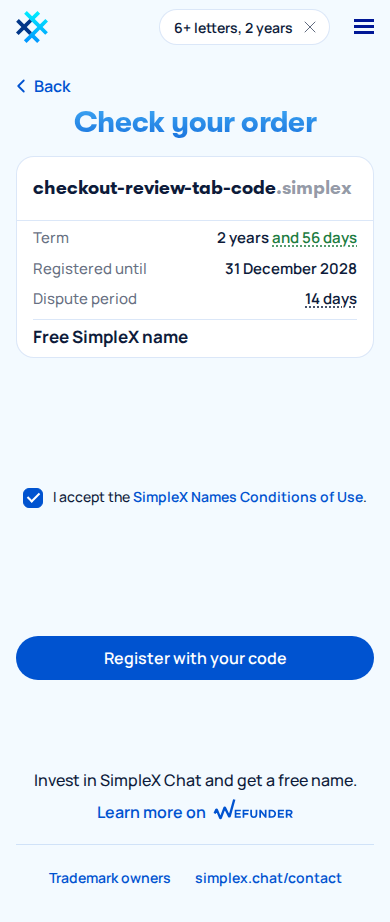 6+ letters, 2 years
Back
Check your order
checkout-review-tab-code.simplex
Term 2 years and 56 days
Registered until 31 December 2028
Dispute period 14 days
Free SimpleX name
I accept the SimpleX Names Conditions of Use.
Register with your code
Invest in SimpleX Chat and get a free name.
Learn more on WEFUNDER
Trademark owners simplex.chat/contact